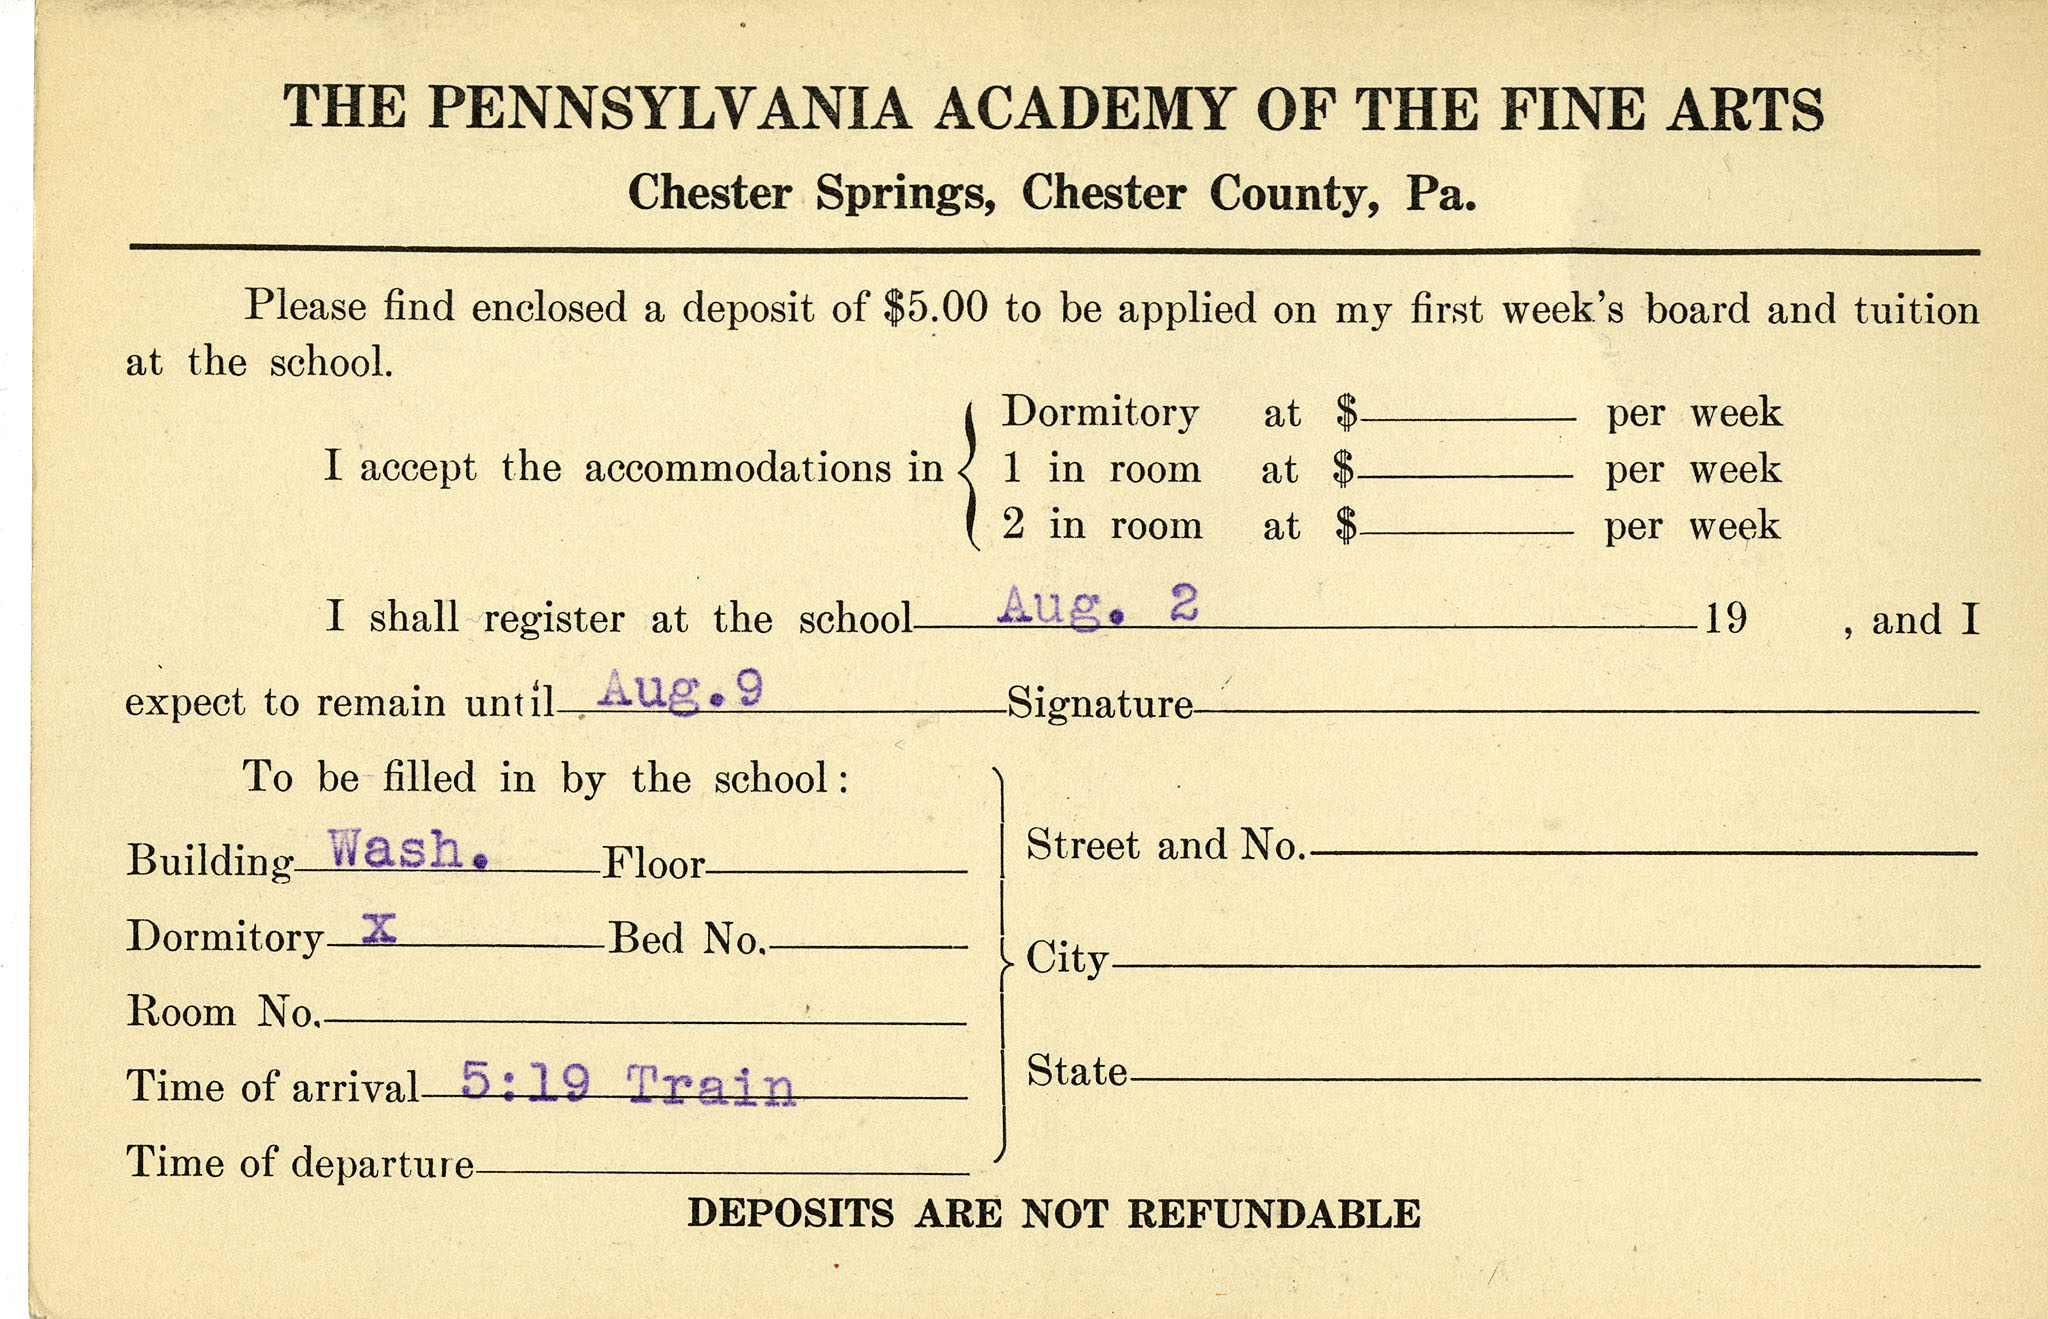 THE PENNSYLVANIA ACADEMY OF THE FINE ARTS
Chester Springs, Chester County, Pa.
Please find enclosed a deposit of $5.00 to be applied on my first week's board and tuition
at the school.
I accept the accommodations in
Dormitory at $ per week
1 in room at $ per week
2 in room at $ per week
I shall register at the school Aug. 2 19 , and I
expect to remain until Aug.9 Signature
To be filled in by the school:
Building Wash. Floor
Dormitory x Bed No.
Room No.
Time of arrival 5:19 Train
Time of departure
Street and No.
City
State
DEPOSITS ARE NOT REFUNDABLE